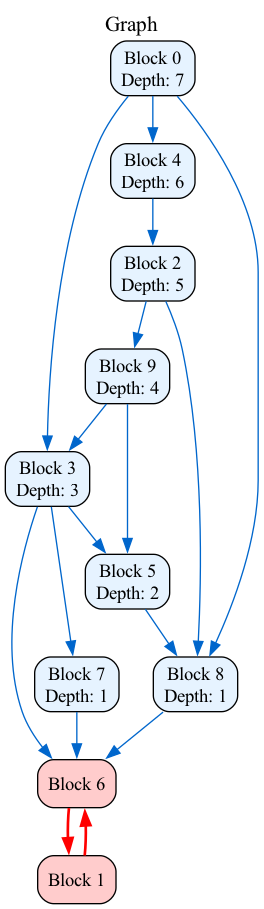 Graph
Block 0
Depth: 7
Block 4
Depth: 6
Block 2
Depth: 5
Block 9
Depth: 4
Block 3
Depth: 3
Block 5
Depth: 2
Block 7
Depth: 1
Block 8
Depth: 1
Block 6
Block 1